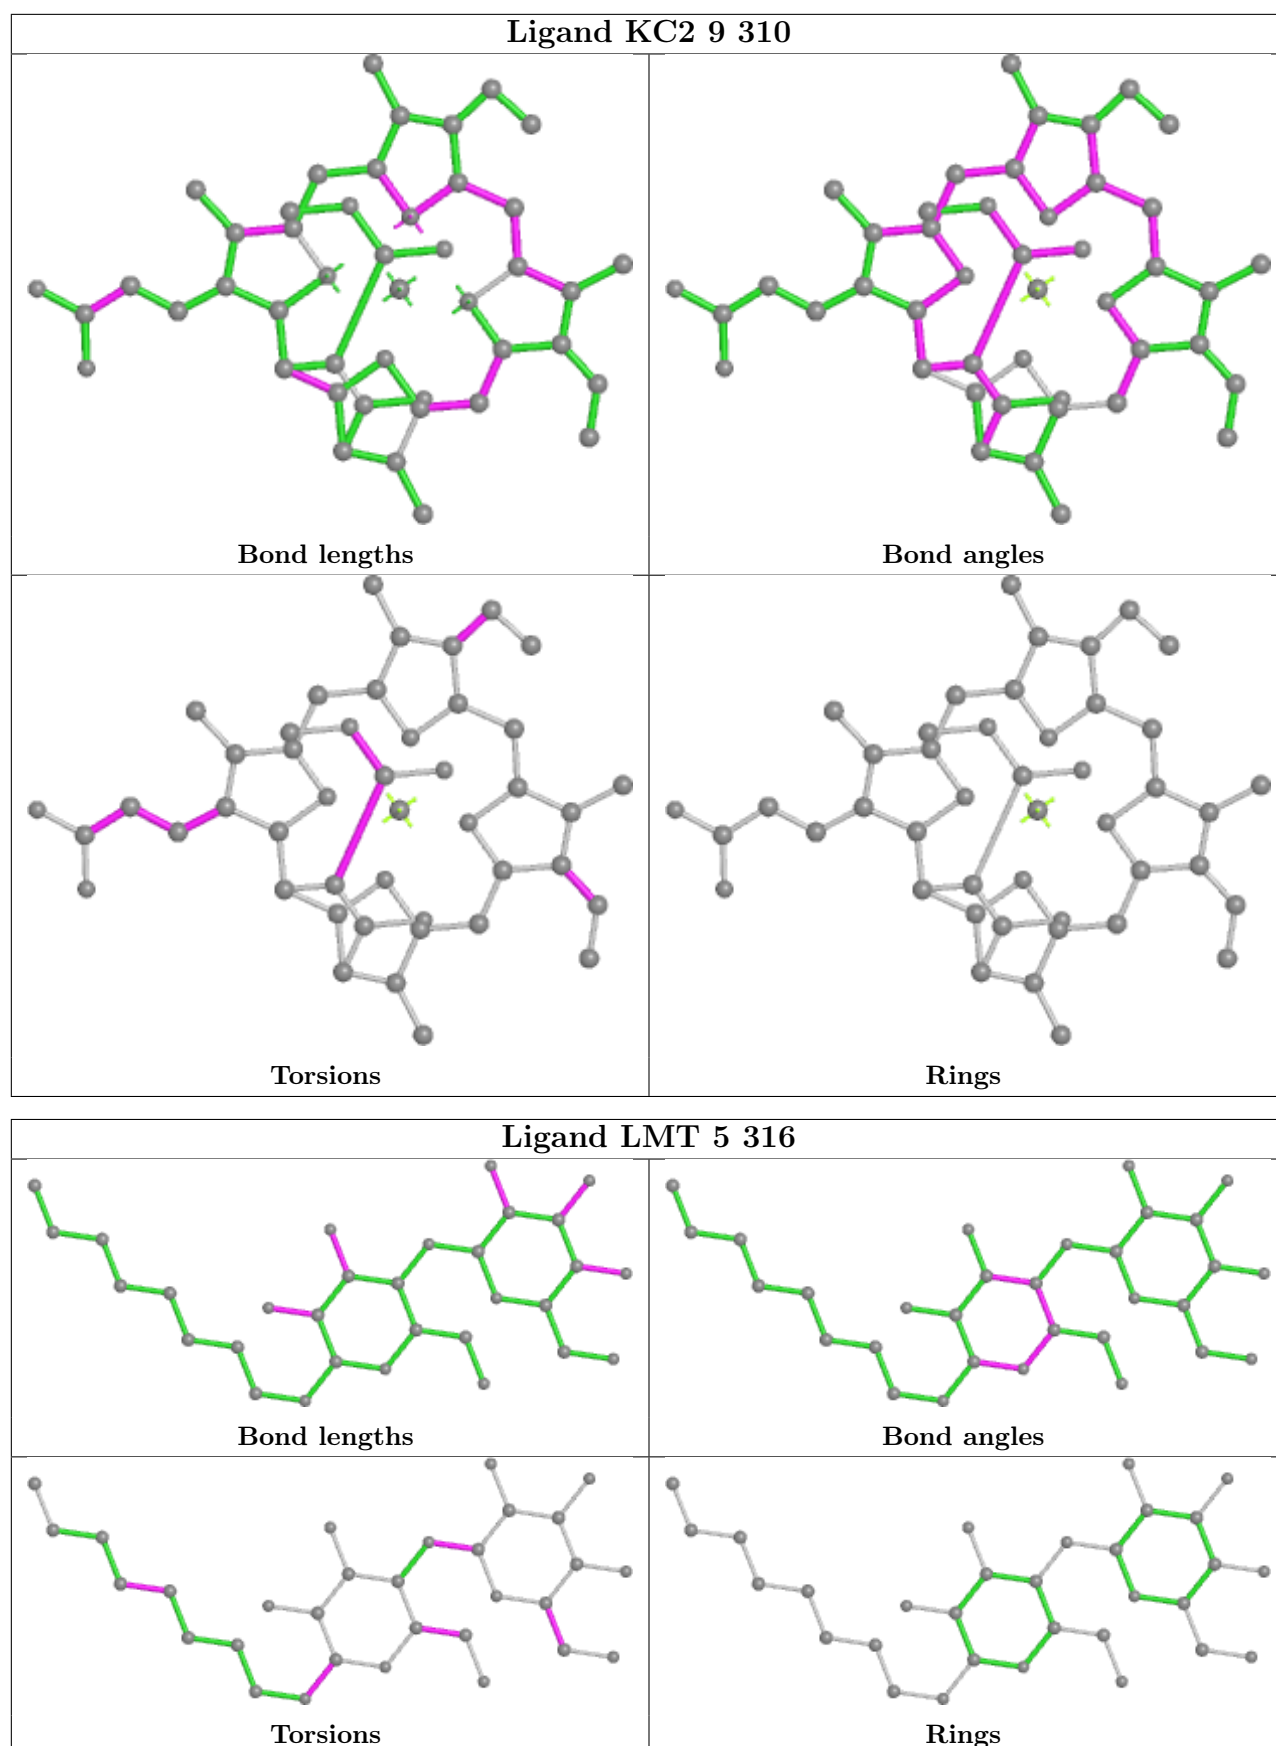 Ligand KC2 9 310
Bond lengths
Bond angles
Torsions
Rings
Ligand LMT 5 316
Bond lengths
Bond angles
Torsions
Rings